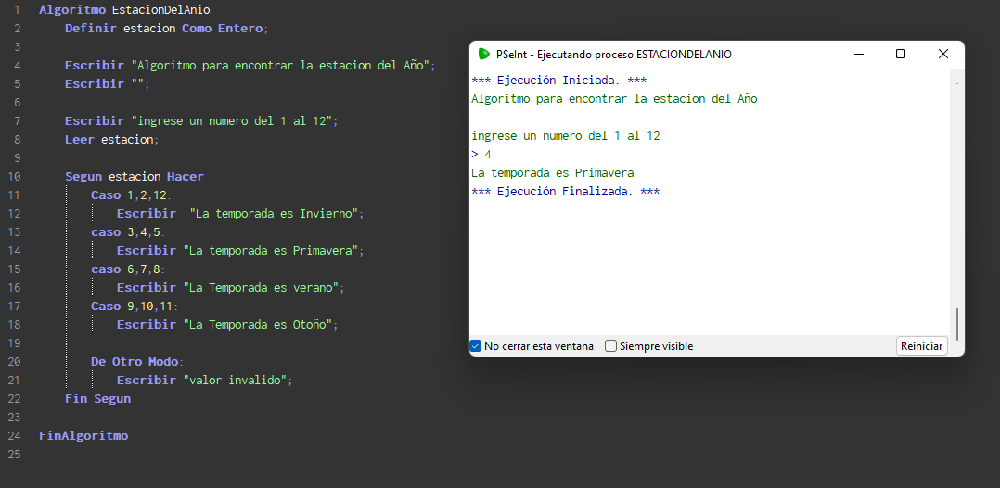 1 Algoritmo EstacionDelAnio
2 Definir estacion Como Entero;
3
4 Escribir "Algoritmo para encontrar la estacion del Año";
5 Escribir "";
6
7 Escribir "ingrese un numero del 1 al 12";
8 Leer estacion;
9
10 Segun estacion Hacer
11 Caso 1,2,12:
12 Escribir  "La temporada es Invierno";
13 caso 3,4,5:
14 Escribir "La temporada es Primavera";
15 caso 6,7,8:
16 Escribir "La Temporada es verano";
17 Caso 9,10,11:
18 Escribir "La Temporada es Otoño";
19
20 De Otro Modo:
21 Escribir "valor invalido";
22 Fin Segun
23
24 FinAlgoritmo
25
PSeInt - Ejecutando proceso ESTACIONDELANIO
*** Ejecución Iniciada. ***
Algoritmo para encontrar la estacion del Año
ingrese un numero del 1 al 12
> 4
La temporada es Primavera
*** Ejecución Finalizada. ***
No cerrar esta ventana Siempre visible Reiniciar